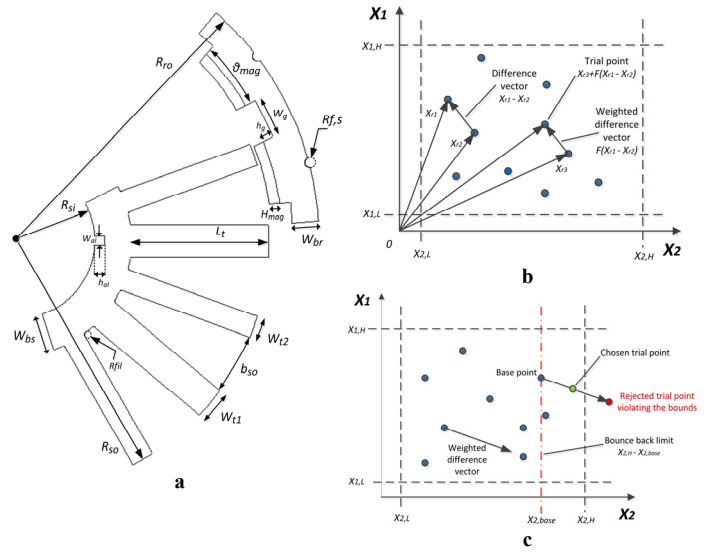 R_ro
ϑ_mag
W_g
h_g
Rf,s
R_si
H_mag
W_br
W_al
h_al
L_t
W_bs
Rfil
W_t2
b_so
W_t1
R_so
a
X_1
X_1,H
Difference
vector
X_r1 - X_r2
Trial point
X_r3+F(X_r1 - X_r2)
X_r1
X_r2
Weighted
difference
vector
F(X_r1 - X_r2)
X_r3
X_1,L
0
X_2,L
X_2,H
X_2
b
X_1
X_1,H
Base point
Chosen trial point
Rejected trial point
violating the bounds
Weighted
difference
vector
Bounce back limit
X_2,H - X_2,base
X_1,L
X_2,L
X_2,base
X_2,H
X_2
c